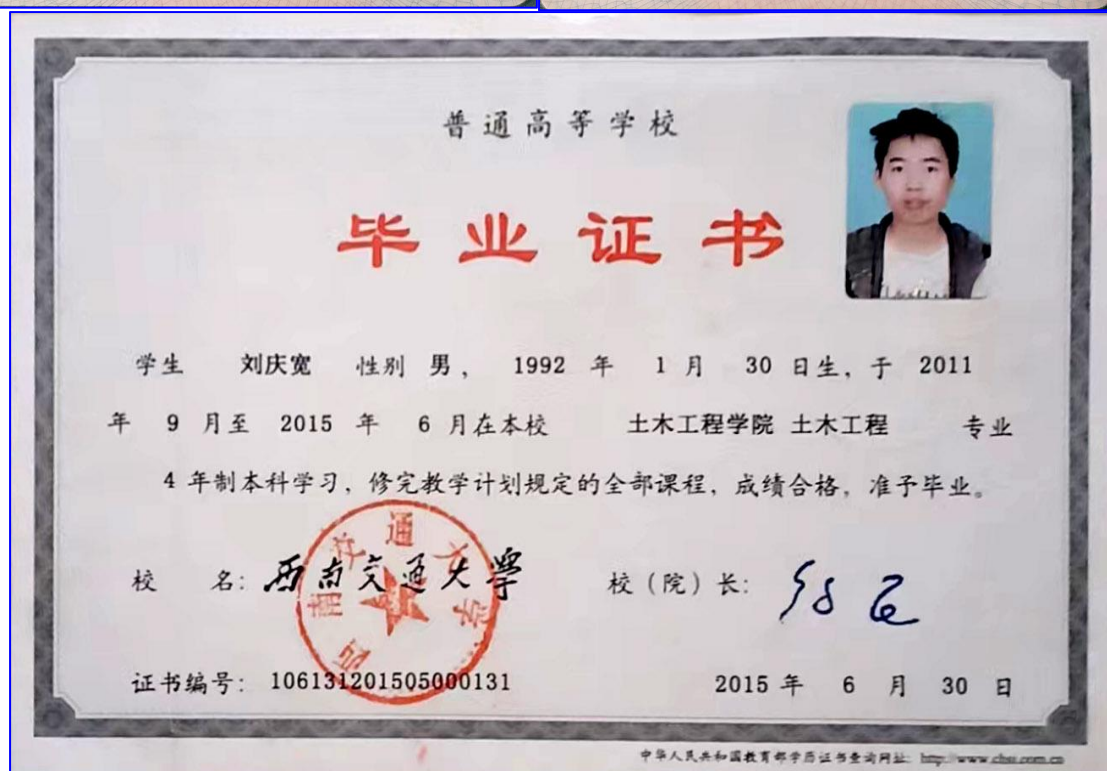 普通高等学校
毕业证书
学生 刘庆宽 性别 男， 1992 年 1 月 30 日生，于 2011
年 9 月至 2015 年 6 月在本校 土木工程学院 土木工程 专业
4 年制本科学习，修完教学计划规定的全部课程，成绩合格，准予毕业。
校 名：西南交通大学 校（院）长：
西南交通大学
证书编号：106131201505000131 2015 年 6 月 30 日
中华人民共和国教育部学历证书查询网址：http://www.chsi.com.cn